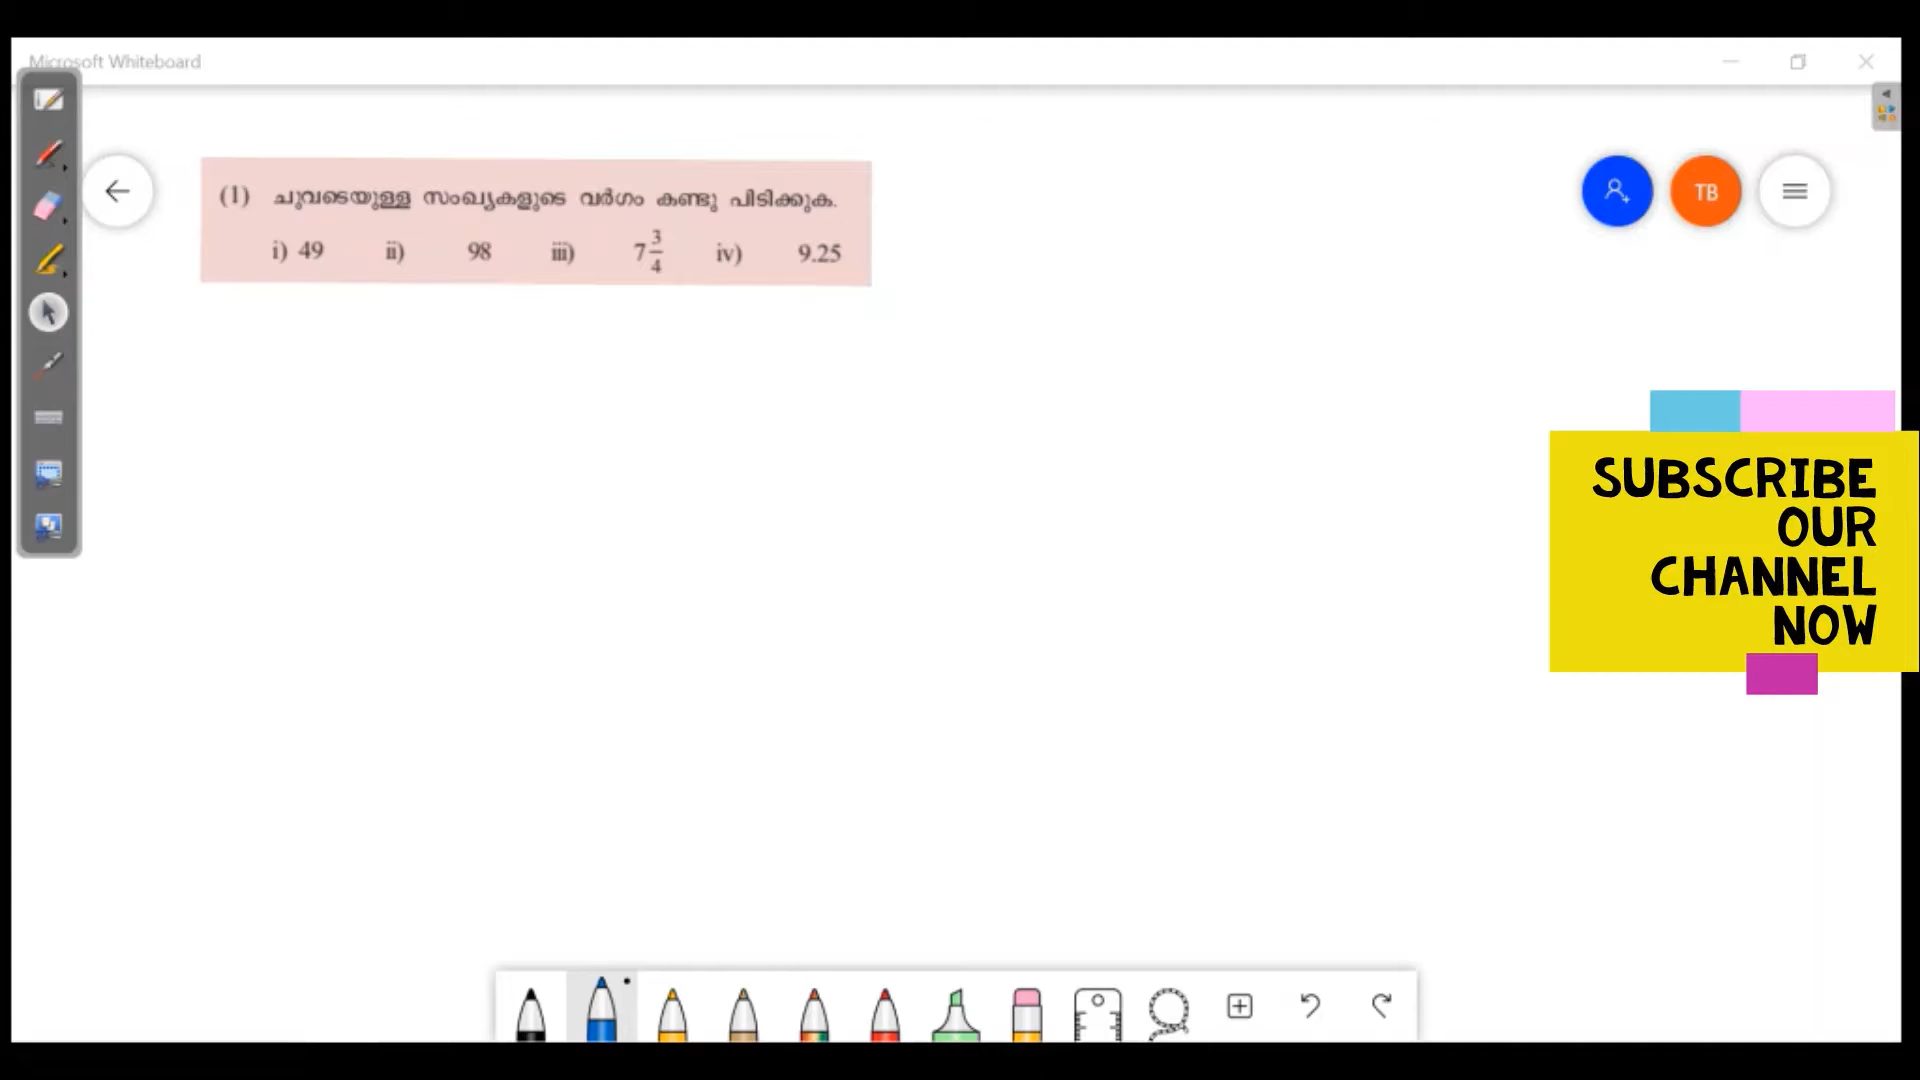 Microsoft Whiteboard
(1) ചുവടെയുള്ള സംഖ്യകളുടെ വർഗം കണ്ടു പിടിക്കുക.
i) 49 ii) 98 iii) 7 3/4 iv) 9.25
TB
SUBSCRIBE
OUR
CHANNEL
NOW